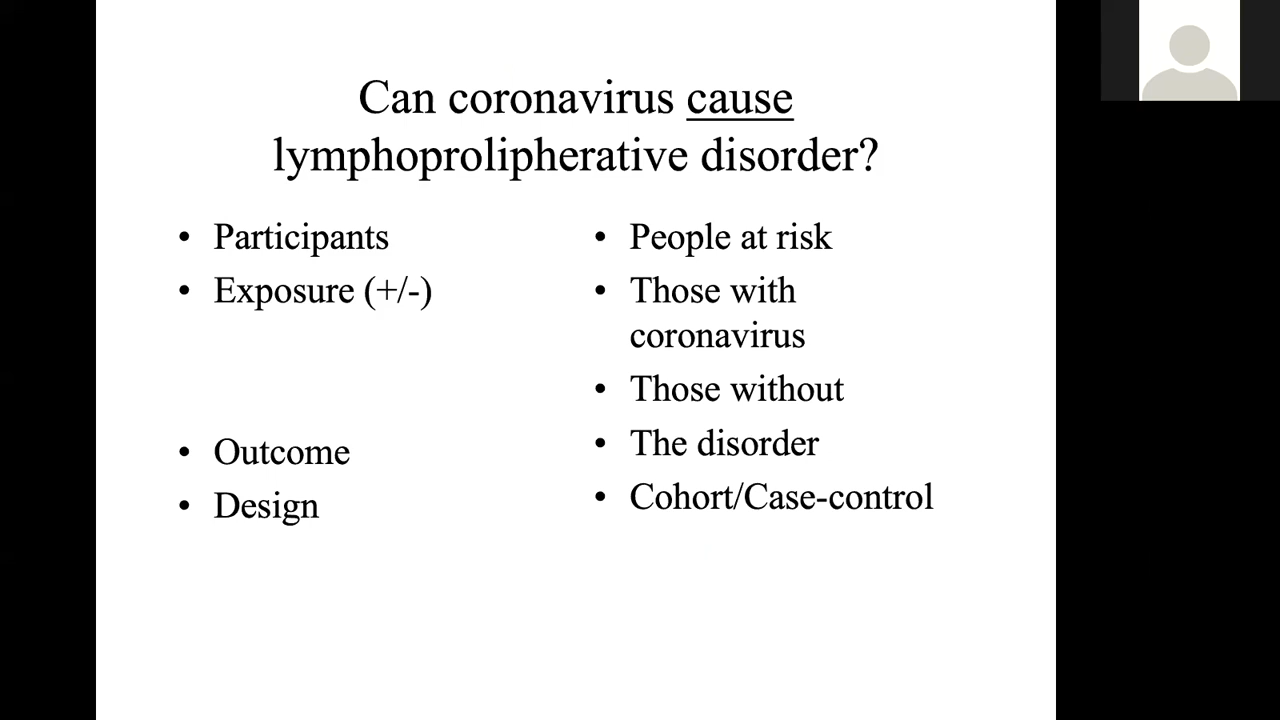 Can coronavirus cause
lymphoprolipherative disorder?
• Participants
• Exposure (+/-)
• Outcome
• Design
• People at risk
• Those with
coronavirus
• Those without
• The disorder
• Cohort/Case-control